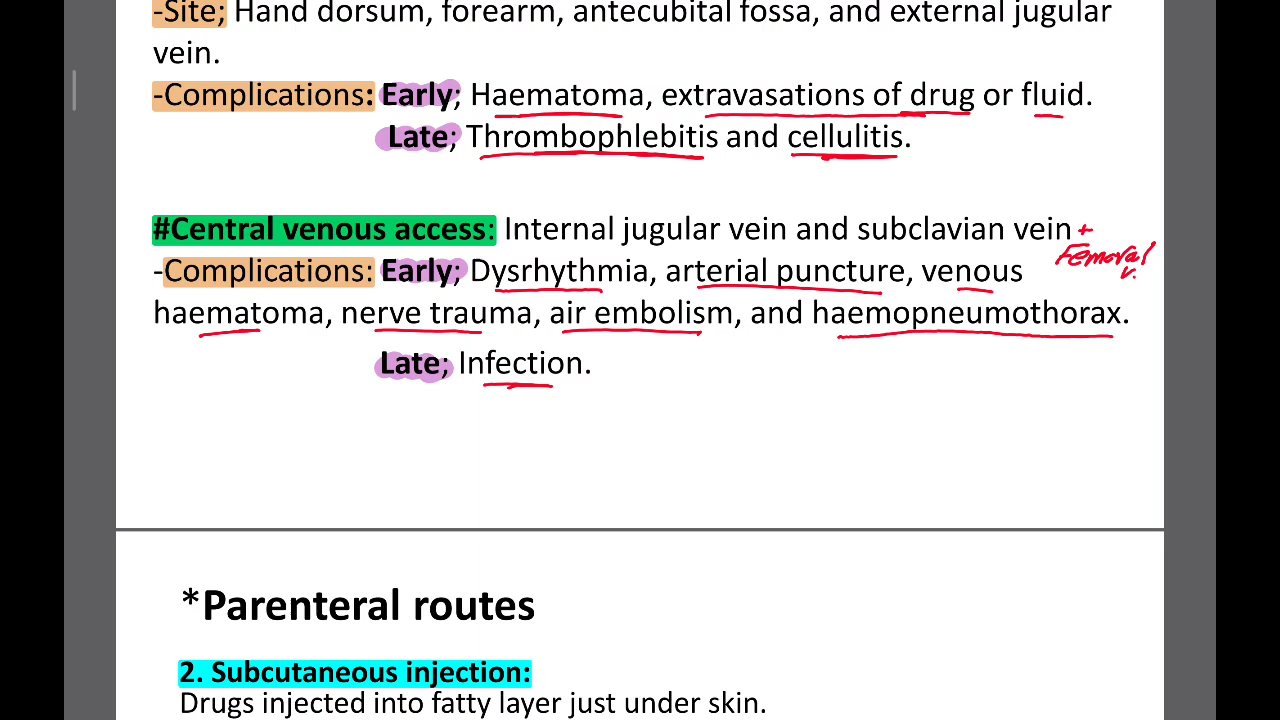 -Site; Hand dorsum, forearm, antecubital fossa, and external jugular
vein.
-Complications: Early; Haematoma, extravasations of drug or fluid.
Late; Thrombophlebitis and cellulitis.
#Central venous access: Internal jugular vein and subclavian vein +
Femoral v.
-Complications: Early; Dysrhythmia, arterial puncture, venous
haematoma, nerve trauma, air embolism, and haemopneumothorax.
Late; Infection.
*Parenteral routes
2. Subcutaneous injection:
Drugs injected into fatty layer just under skin.